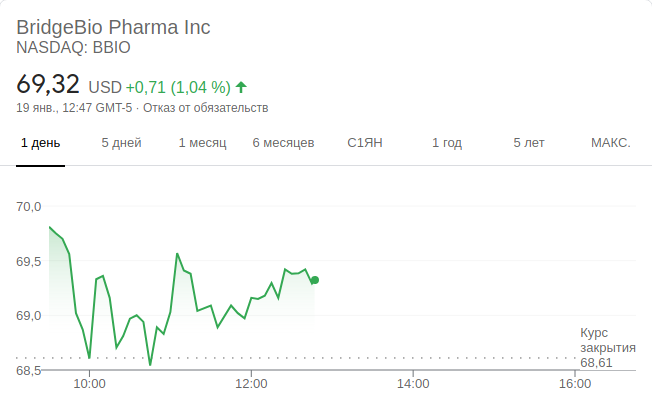 BridgeBio Pharma Inc
NASDAQ: BBIO
69,32 USD +0,71 (1,04 %)
19 янв., 12:47 GMT-5 · Отказ от обязательств
1 день 5 дней 1 месяц 6 месяцев С1ЯН 1 год 5 лет МАКС.
70,0
69,5
69,0
Курс
закрытия
68,61
68,5
10:00 12:00 14:00 16:00